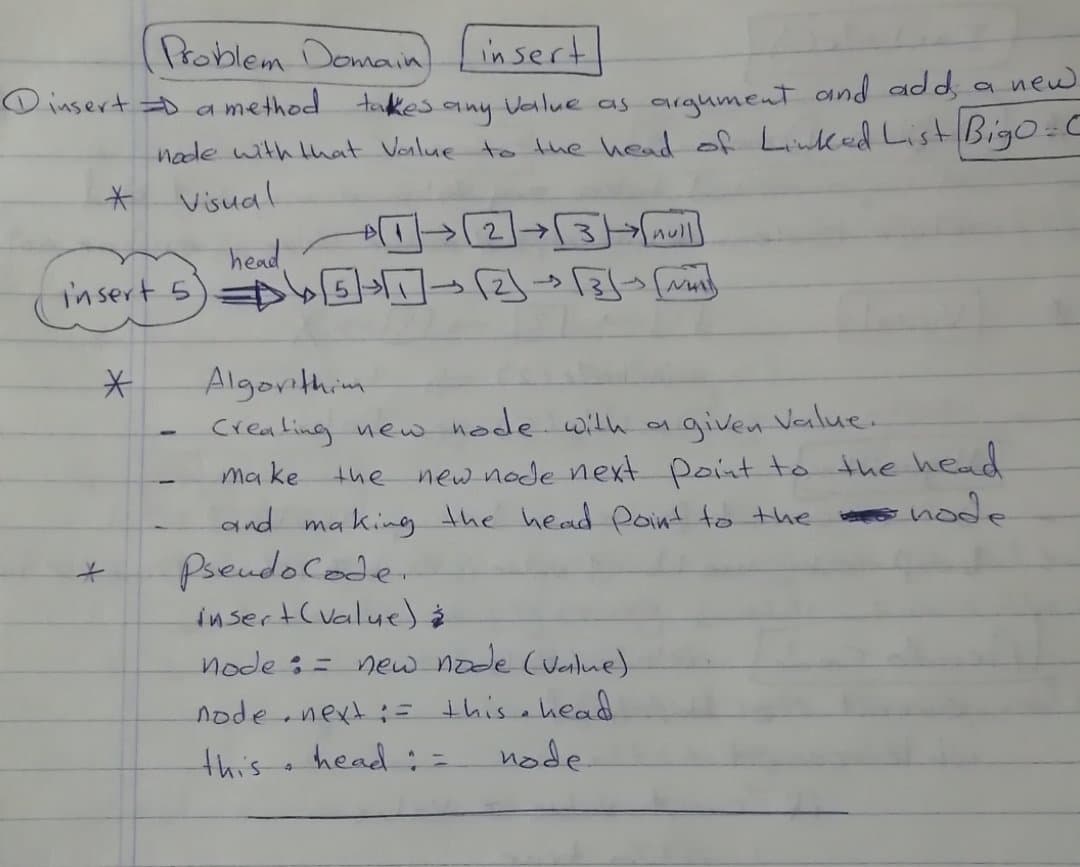 Problem Domain insert
① insert ⇒ a method takes any value as argument and adds a new
node with that value to the head of Linked List BigO = C
* Visual
→ 1 → 2 → 3 → null
head
insert 5 ⇒ 5 → 1 → 2 → 3 → Null
* Algorithim
- Creating new node with a given value.
- make the new node next point to the head
- and making the head point to the node
* PseudoCode.
insert(value) :
node := new node (value)
node.next := this.head
this.head := node